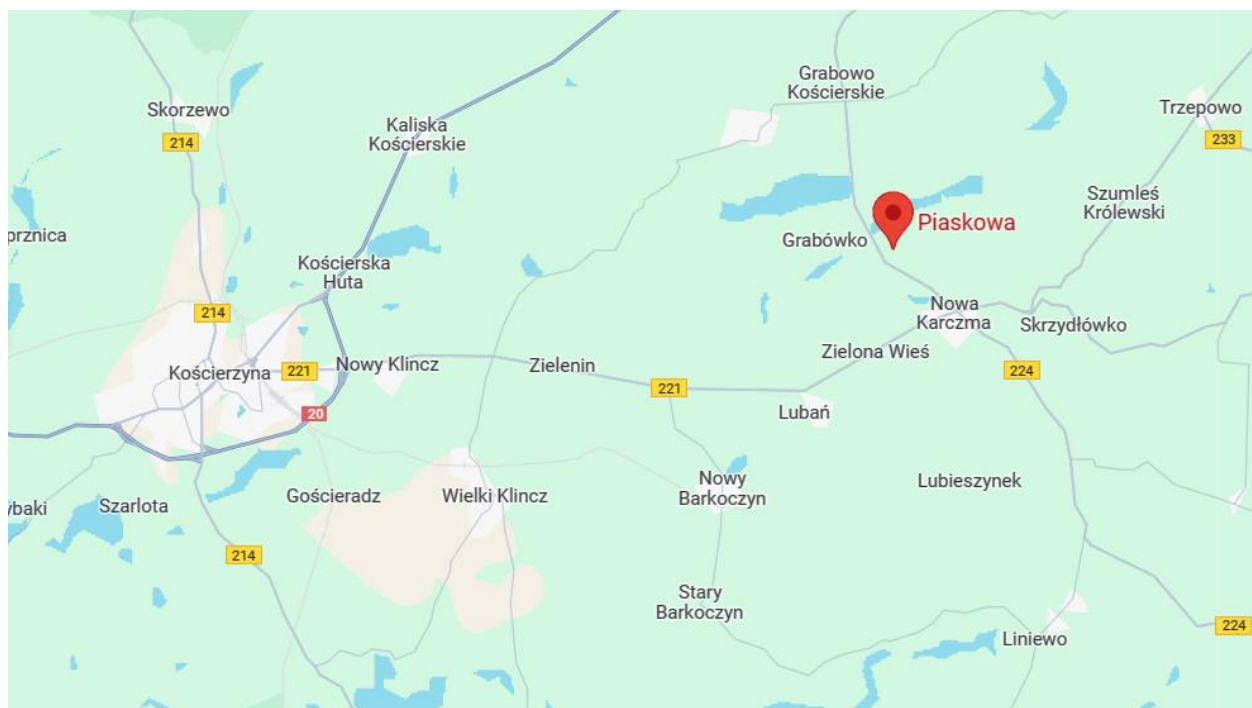 Grabowo
Kościerskie
Skorzewo
Trzepowo
Kaliska
Kościerskie
214
233
Szumleś
Królewski
Piaskowa
prznica
Grabówko
Kościerska
Huta
214
Nowa
Karczma
Skrzydłówko
Zielona Wieś
Nowy Klincz
Zielenin
Kościerzyna
221
224
221
20
Lubań
Nowy
Barkoczyn
Lubieszynek
Gościeradz
Wielki Klincz
Szarlota
ybaki
214
Stary
Barkoczyn
224
Liniewo